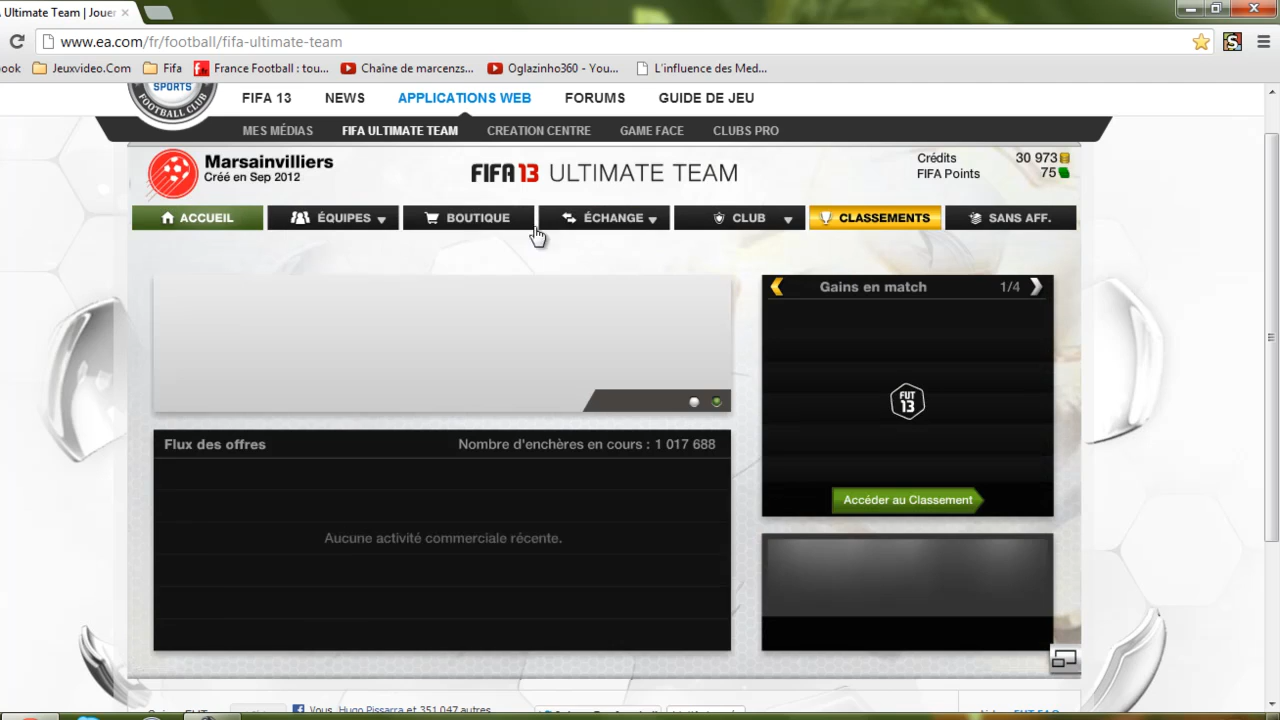 Ultimate Team | Jouer
www.ea.com/fr/football/fifa-ultimate-team
ook Jeuxvideo.Com Fifa France Football : tou... Chaîne de marcenzs... Oglazinho360 - You... L'influence des Med...
SPORTS
FOOTBALL CLUB
FIFA 13 NEWS APPLICATIONS WEB FORUMS GUIDE DE JEU
MES MÉDIAS FIFA ULTIMATE TEAM CREATION CENTRE GAME FACE CLUBS PRO
Marsainvilliers
Créé en Sep 2012
FIFA 13 ULTIMATE TEAM
Crédits 30 973
FIFA Points 75
ACCUEIL ÉQUIPES BOUTIQUE ÉCHANGE CLUB CLASSEMENTS SANS AFF.
Gains en match 1/4
FUT
13
Accéder au Classement
Flux des offres Nombre d'enchères en cours : 1 017 688
Aucune activité commerciale récente.
Vous, Hugo Pissarra et 351 047 autres